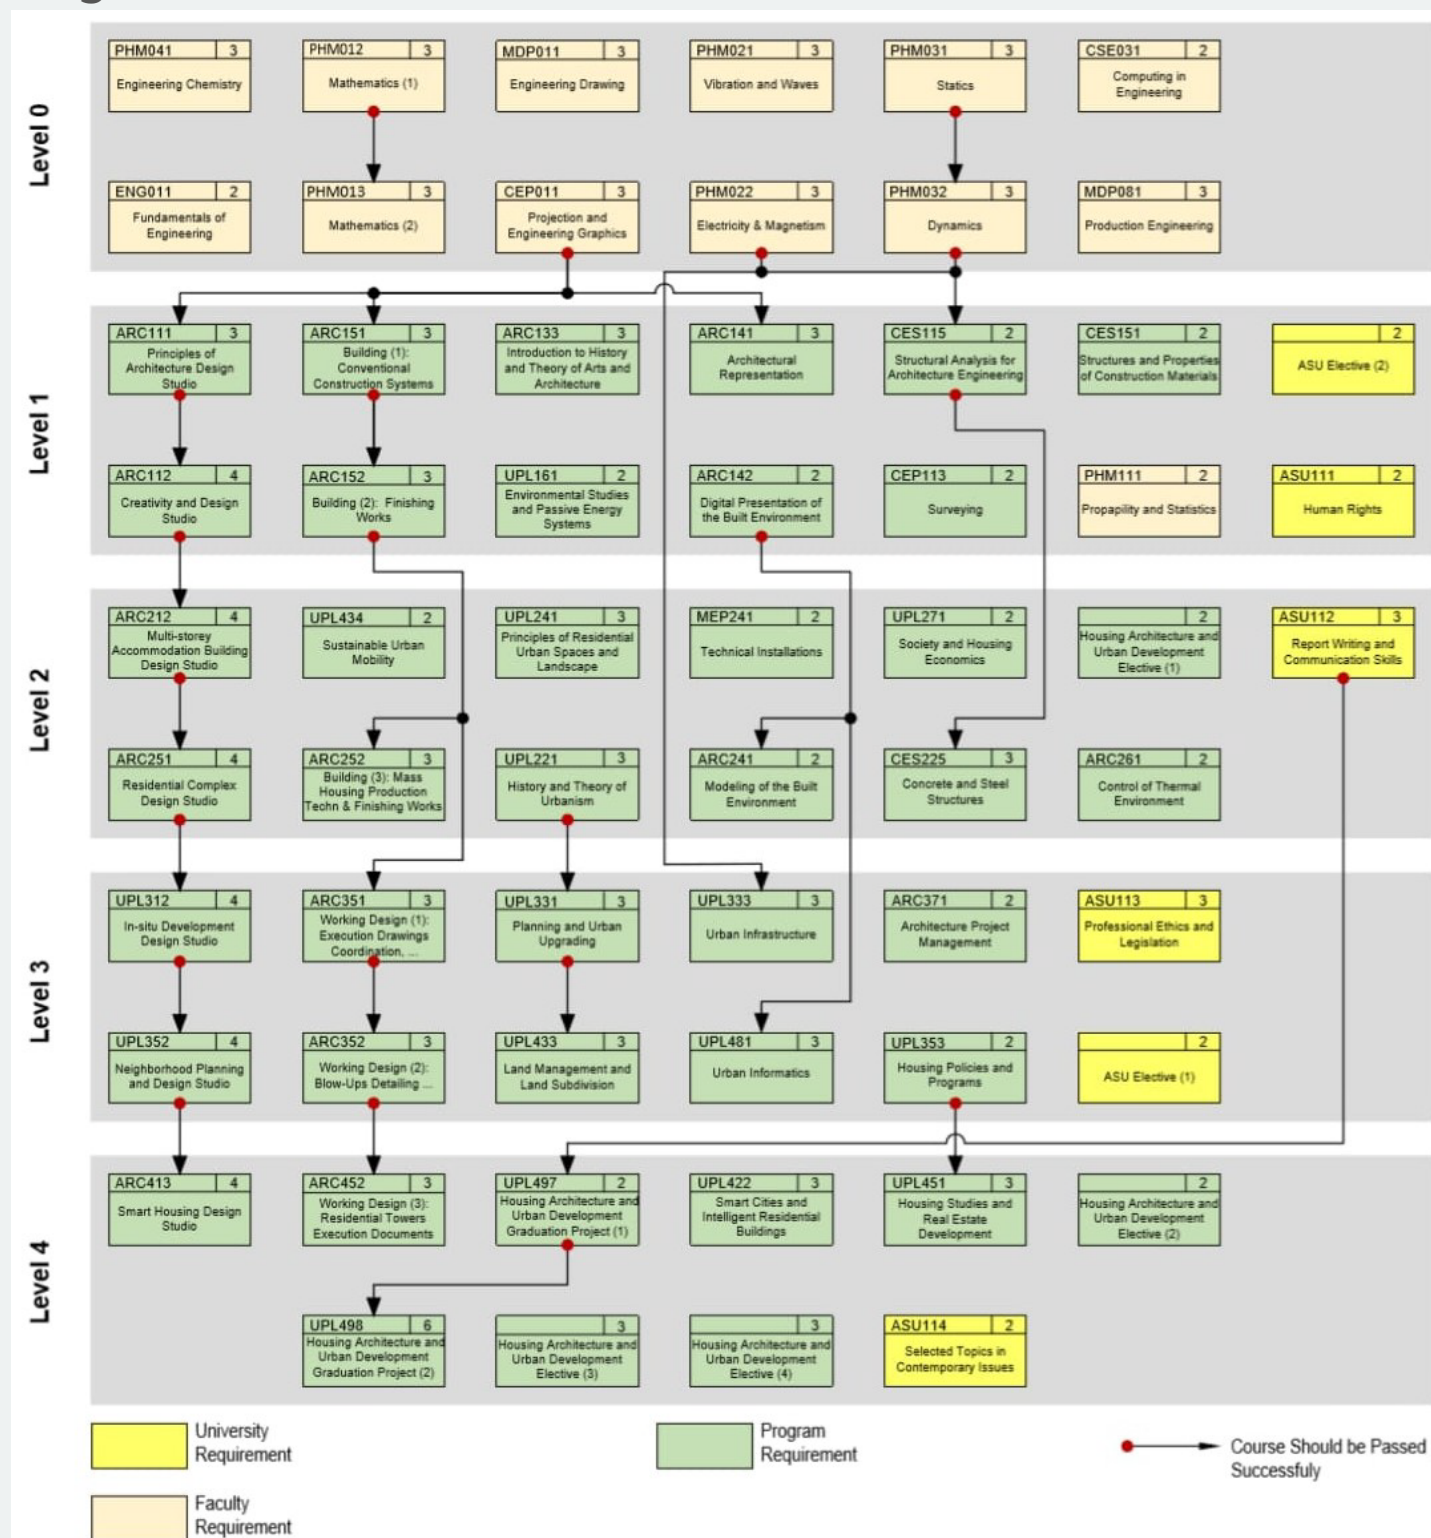 Level 0
PHM041 3
Engineering Chemistry
PHM012 3
Mathematics (1)
MDP011 3
Engineering Drawing
PHM021 3
Vibration and Waves
PHM031 3
Statics
CSE031 2
Computing in
Engineering
ENG011 2
Fundamentals of
Engineering
PHM013 3
Mathematics (2)
CEP011 3
Projection and
Engineering Graphics
PHM022 3
Electricity & Magnetism
PHM032 3
Dynamics
MDP081 3
Production Engineering
Level 1
ARC111 3
Principles of
Architecture Design
Studio
ARC151 3
Building (1):
Conventional
Construction Systems
ARC133 3
Introduction to History
and Theory of Arts and
Architecture
ARC141 3
Architectural
Representation
CES115 2
Structural Analysis for
Architecture Engineering
CES151 2
Structures and Properties
of Construction Materials
2
ASU Elective (2)
ARC112 4
Creativity and Design
Studio
ARC152 3
Building (2): Finishing
Works
UPL161 2
Environmental Studies
and Passive Energy
Systems
ARC142 2
Digital Presentation of
the Built Environment
CEP113 2
Surveying
PHM111 2
Propapility and Statistics
ASU111 2
Human Rights
Level 2
ARC212 4
Multi-storey
Accommodation Building
Design Studio
UPL434 2
Sustainable Urban
Mobility
UPL241 3
Principles of Residential
Urban Spaces and
Landscape
MEP241 2
Technical Installations
UPL271 2
Society and Housing
Economics
2
Housing Architecture and
Urban Development
Elective (1)
ASU112 3
Report Writing and
Communication Skills
ARC251 4
Residential Complex
Design Studio
ARC252 3
Building (3): Mass
Housing Production
Techn & Finishing Works
UPL221 3
History and Theory of
Urbanism
ARC241 2
Modeling of the Built
Environment
CES225 3
Concrete and Steel
Structures
ARC261 2
Control of Thermal
Environment
Level 3
UPL312 4
In-situ Development
Design Studio
ARC351 3
Working Design (1):
Execution Drawings
Coordination, ...
UPL331 3
Planning and Urban
Upgrading
UPL333 3
Urban Infrastructure
ARC371 2
Architecture Project
Management
ASU113 3
Professional Ethics and
Legislation
UPL352 4
Neighborhood Planning
and Design Studio
ARC352 3
Working Design (2):
Blow-Ups Detailing ...
UPL433 3
Land Management and
Land Subdivision
UPL481 3
Urban Informatics
UPL353 2
Housing Policies and
Programs
2
ASU Elective (1)
Level 4
ARC413 4
Smart Housing Design
Studio
ARC452 3
Working Design (3):
Residential Towers
Execution Documents
UPL497 2
Housing Architecture and
Urban Development
Graduation Project (1)
UPL422 3
Smart Cities and
Intelligent Residential
Buildings
UPL451 3
Housing Studies and
Real Estate
Development
2
Housing Architecture and
Urban Development
Elective (2)
UPL498 6
Housing Architecture and
Urban Development
Graduation Project (2)
3
Housing Architecture and
Urban Development
Elective (3)
3
Housing Architecture and
Urban Development
Elective (4)
ASU114 2
Selected Topics in
Contemporary Issues
University
Requirement
Program
Requirement
Course Should be Passed
Successfuly
Faculty
Requirement